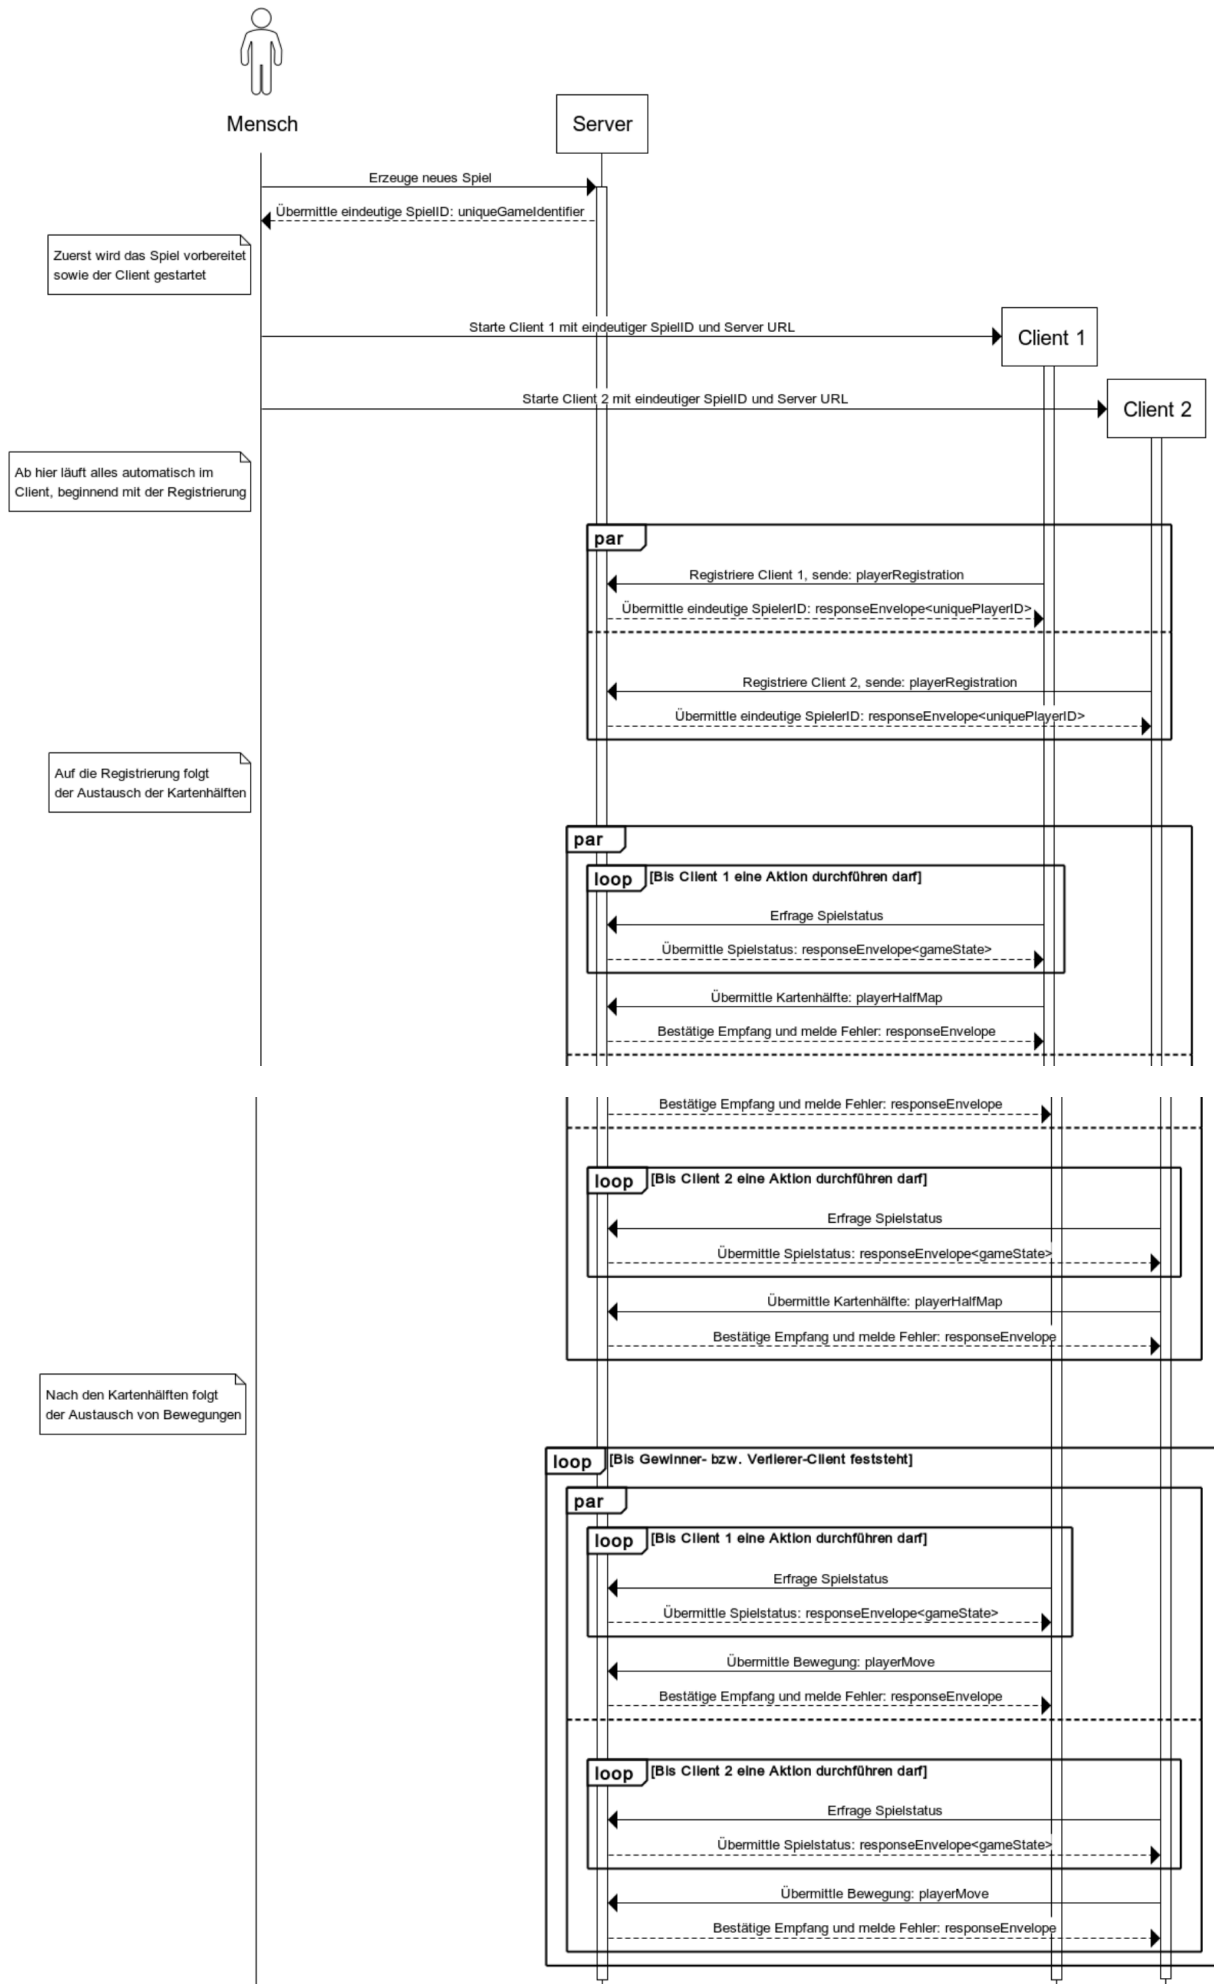 Mensch
Server
Erzeuge neues Spiel
Übermittle eindeutige SpielID: uniqueGameIdentifier
Zuerst wird das Spiel vorbereitet
sowie der Client gestartet
Starte Client 1 mit eindeutiger SpielID und Server URL
Client 1
Starte Client 2 mit eindeutiger SpielID und Server URL
Client 2
Ab hier läuft alles automatisch im
Client, beginnend mit der Registrierung
par
Registriere Client 1, sende: playerRegistration
Übermittle eindeutige SpielerID: responseEnvelope<uniquePlayerID>
Registriere Client 2, sende: playerRegistration
Übermittle eindeutige SpielerID: responseEnvelope<uniquePlayerID>
Auf die Registrierung folgt
der Austausch der Kartenhälften
par
loop [Bis Client 1 eine Aktion durchführen darf]
Erfrage Spielstatus
Übermittle Spielstatus: responseEnvelope<gameState>
Übermittle Kartenhälfte: playerHalfMap
Bestätige Empfang und melde Fehler: responseEnvelope
Bestätige Empfang und melde Fehler: responseEnvelope
loop [Bis Client 2 eine Aktion durchführen darf]
Erfrage Spielstatus
Übermittle Spielstatus: responseEnvelope<gameState>
Übermittle Kartenhälfte: playerHalfMap
Bestätige Empfang und melde Fehler: responseEnvelope
Nach den Kartenhälften folgt
der Austausch von Bewegungen
loop [Bis Gewinner- bzw. Verlierer-Client feststeht]
par
loop [Bis Client 1 eine Aktion durchführen darf]
Erfrage Spielstatus
Übermittle Spielstatus: responseEnvelope<gameState>
Übermittle Bewegung: playerMove
Bestätige Empfang und melde Fehler: responseEnvelope
loop [Bis Client 2 eine Aktion durchführen darf]
Erfrage Spielstatus
Übermittle Spielstatus: responseEnvelope<gameState>
Übermittle Bewegung: playerMove
Bestätige Empfang und melde Fehler: responseEnvelope